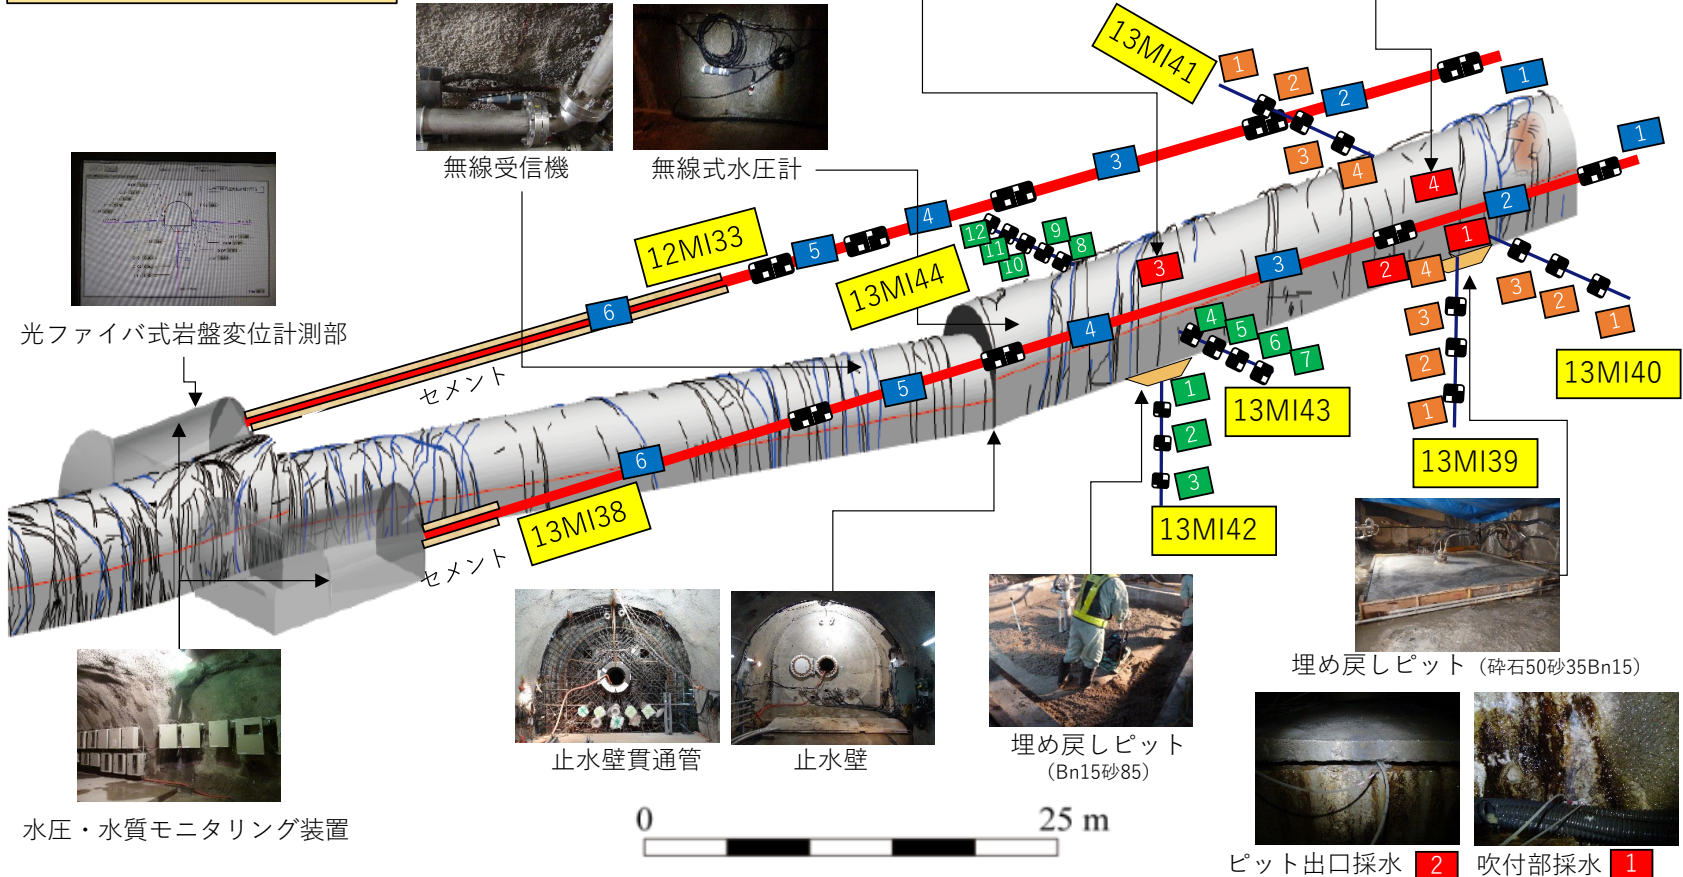 13MI41
1
2
3
4
1
2
3
4
5
6
12MI33
セメント
無線受信機
無線式水圧計
光ファイバ式岩盤変位計測部
12
11
10
9
8
13MI44
3
4
1
2
1
2
3
4
5
6
13MI38
セメント
4
5
6
7
13MI43
1
2
3
13MI42
4
3
2
1
13MI39
3
2
1
13MI40
止水壁貫通管
止水壁
埋め戻しピット
(Bn15砂85)
埋め戻しピット (砕石50砂35Bn15)
水圧・水質モニタリング装置
0 25 m
ピット出口採水 2
吹付部採水 1